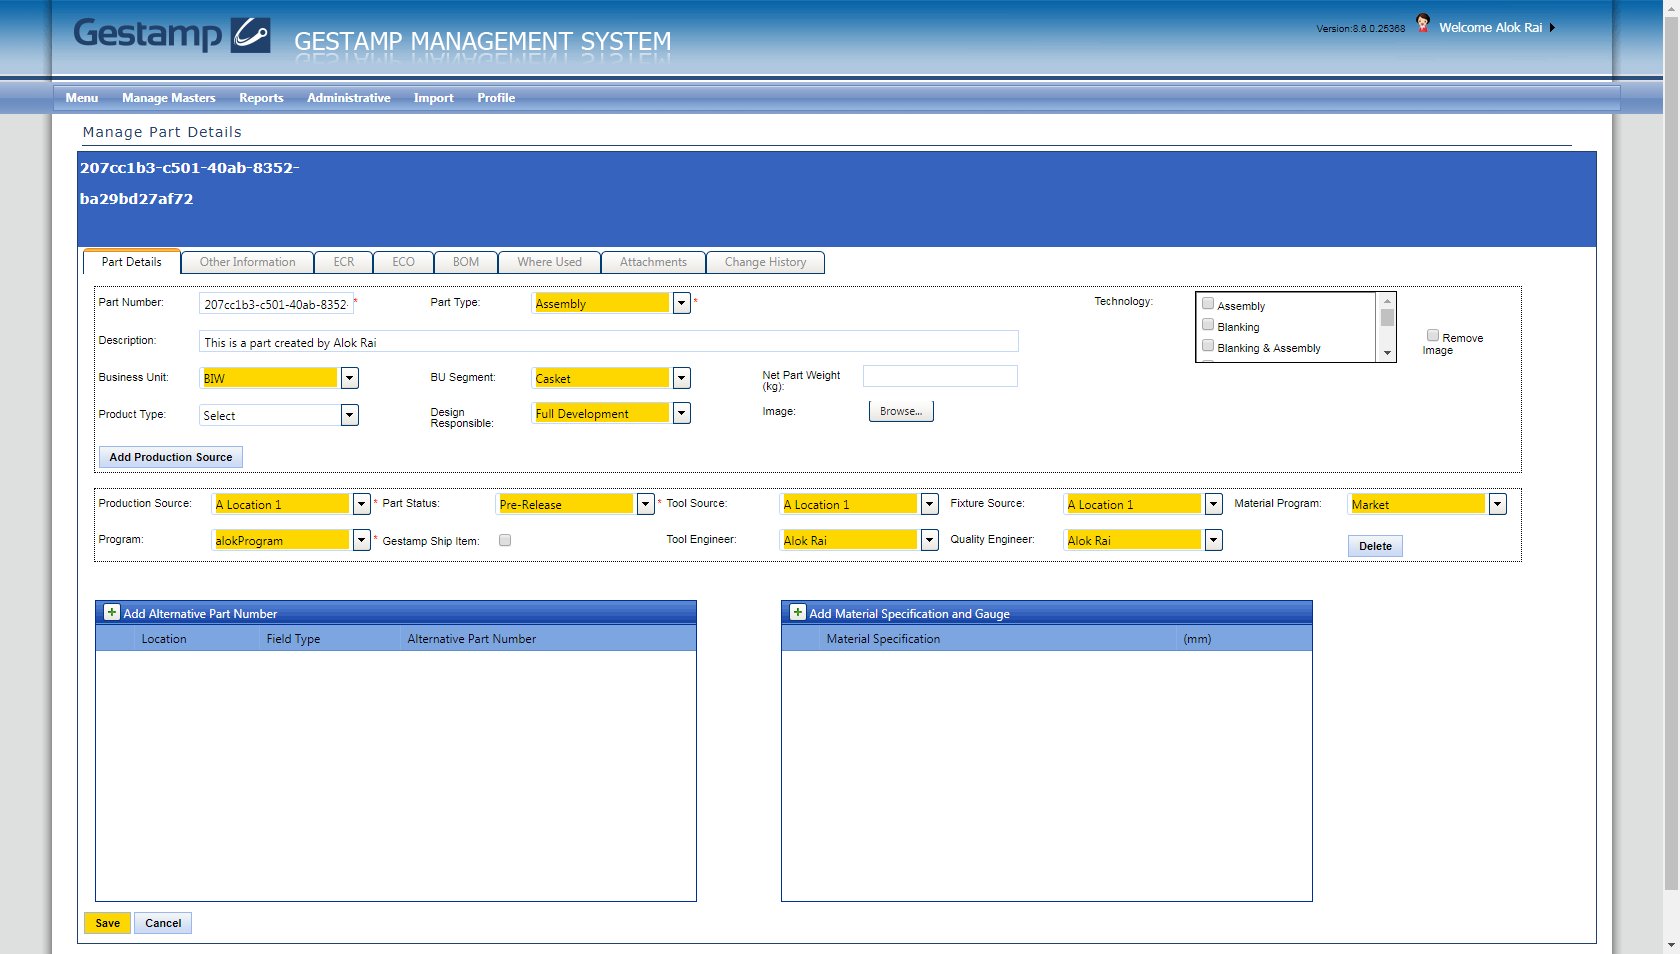 Gestamp
GESTAMP MANAGEMENT SYSTEM
Version:8.6.0.25368
Welcome Alok Rai
Menu Manage Masters Reports Administrative Import Profile
Manage Part Details
207cc1b3-c501-40ab-8352-
ba29bd27af72
Part Details Other Information ECR ECO BOM Where Used Attachments Change History
Part Number: 207cc1b3-c501-40ab-8352- * Part Type: Assembly * Technology: Assembly
Blanking
Blanking & Assembly
Remove
Image
Description: This is a part created by Alok Rai
Business Unit: BIW BU Segment: Casket Net Part Weight
(kg):
Product Type: Select Design
Responsible: Full Development Image: Browse...
Add Production Source
Production Source: A Location 1 * Part Status: Pre-Release * Tool Source: A Location 1 Fixture Source: A Location 1 Material Program: Market
Program: alokProgram * Gestamp Ship Item: Tool Engineer: Alok Rai Quality Engineer: Alok Rai Delete
Add Alternative Part Number
Location Field Type Alternative Part Number
Add Material Specification and Gauge
Material Specification (mm)
Save Cancel